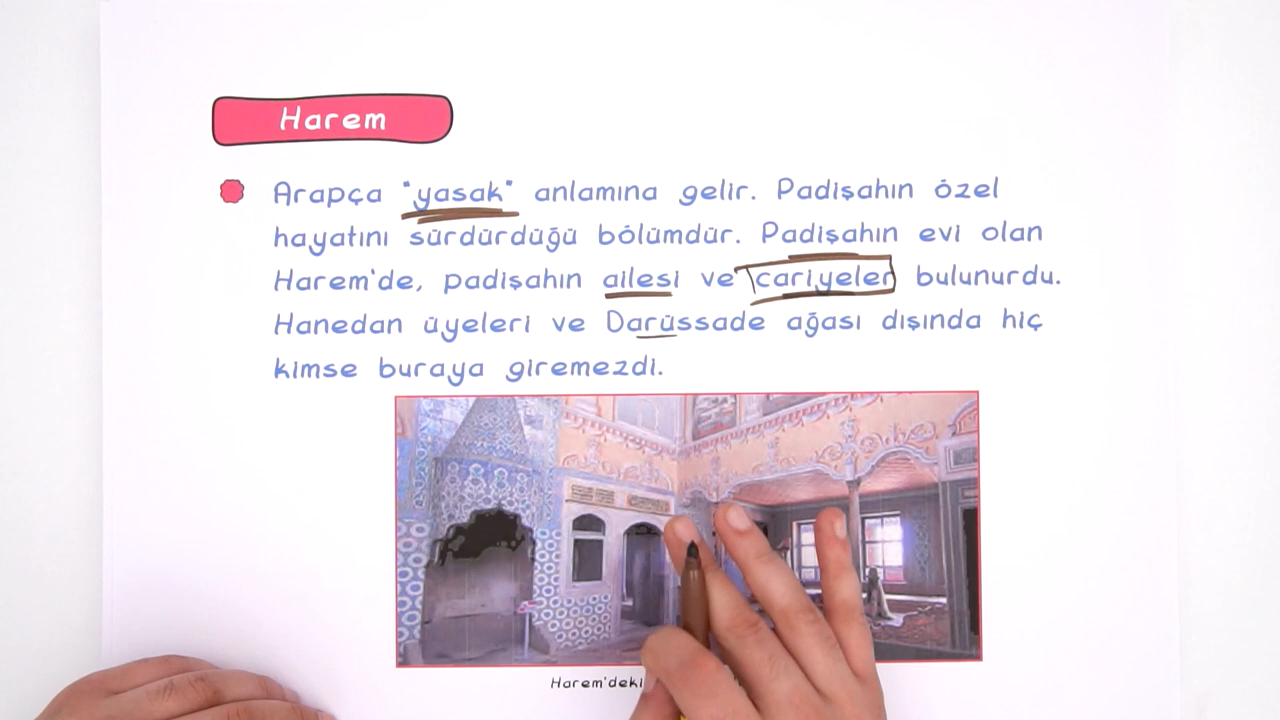 Harem
Arapça "yasak" anlamına gelir. Padişahın özel
hayatını sürdürdüğü bölümdür. Padişahın evi olan
Harem'de, padişahın ailesi ve cariyeler bulunurdu.
Hanedan üyeleri ve Darüssade ağası dışında hiç
kimse buraya giremezdi.
Harem'deki